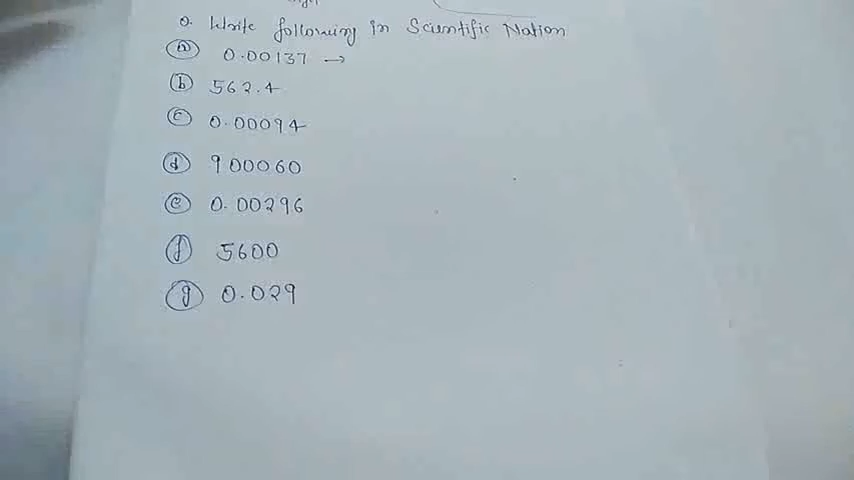 Q. Write following in Scientific Nation
(a) 0.00137 →
(b) 562.4
(c) 0.00094
(d) 900060
(e) 0.00296
(f) 5600
(g) 0.029